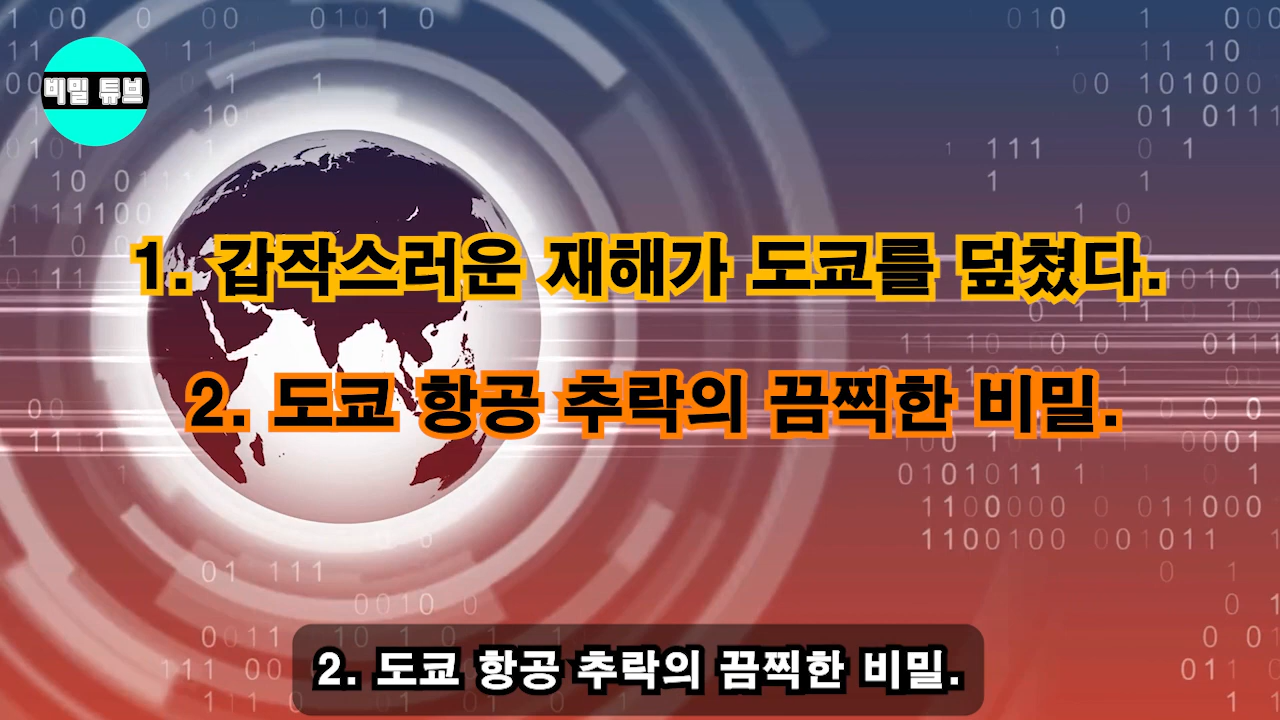 비밀 튜브
1. 갑작스러운 재해가 도쿄를 덮쳤다.
2. 도쿄 항공 추락의 끔찍한 비밀.
2. 도쿄 항공 추락의 끔찍한 비밀.